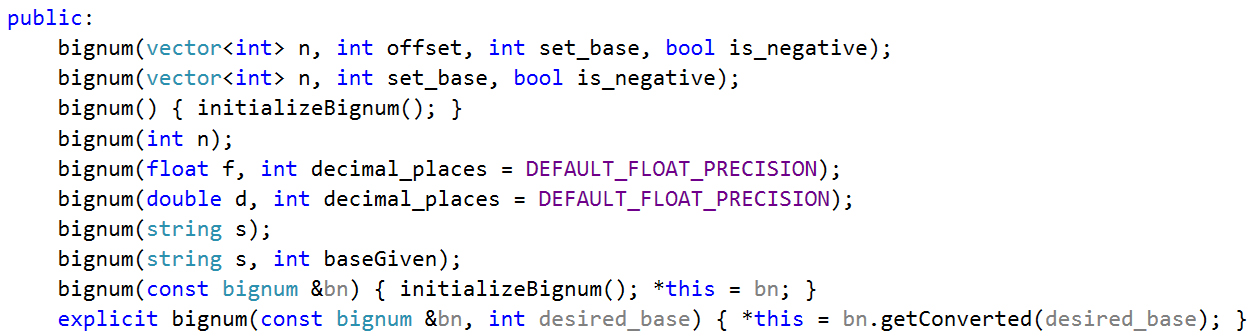 public:
    bignum(vector<int> n, int offset, int set_base, bool is_negative);
    bignum(vector<int> n, int set_base, bool is_negative);
    bignum() { initializeBignum(); }
    bignum(int n);
    bignum(float f, int decimal_places = DEFAULT_FLOAT_PRECISION);
    bignum(double d, int decimal_places = DEFAULT_FLOAT_PRECISION);
    bignum(string s);
    bignum(string s, int baseGiven);
    bignum(const bignum &bn) { initializeBignum(); *this = bn; }
    explicit bignum(const bignum &bn, int desired_base) { *this = bn.getConverted(desired_base); }